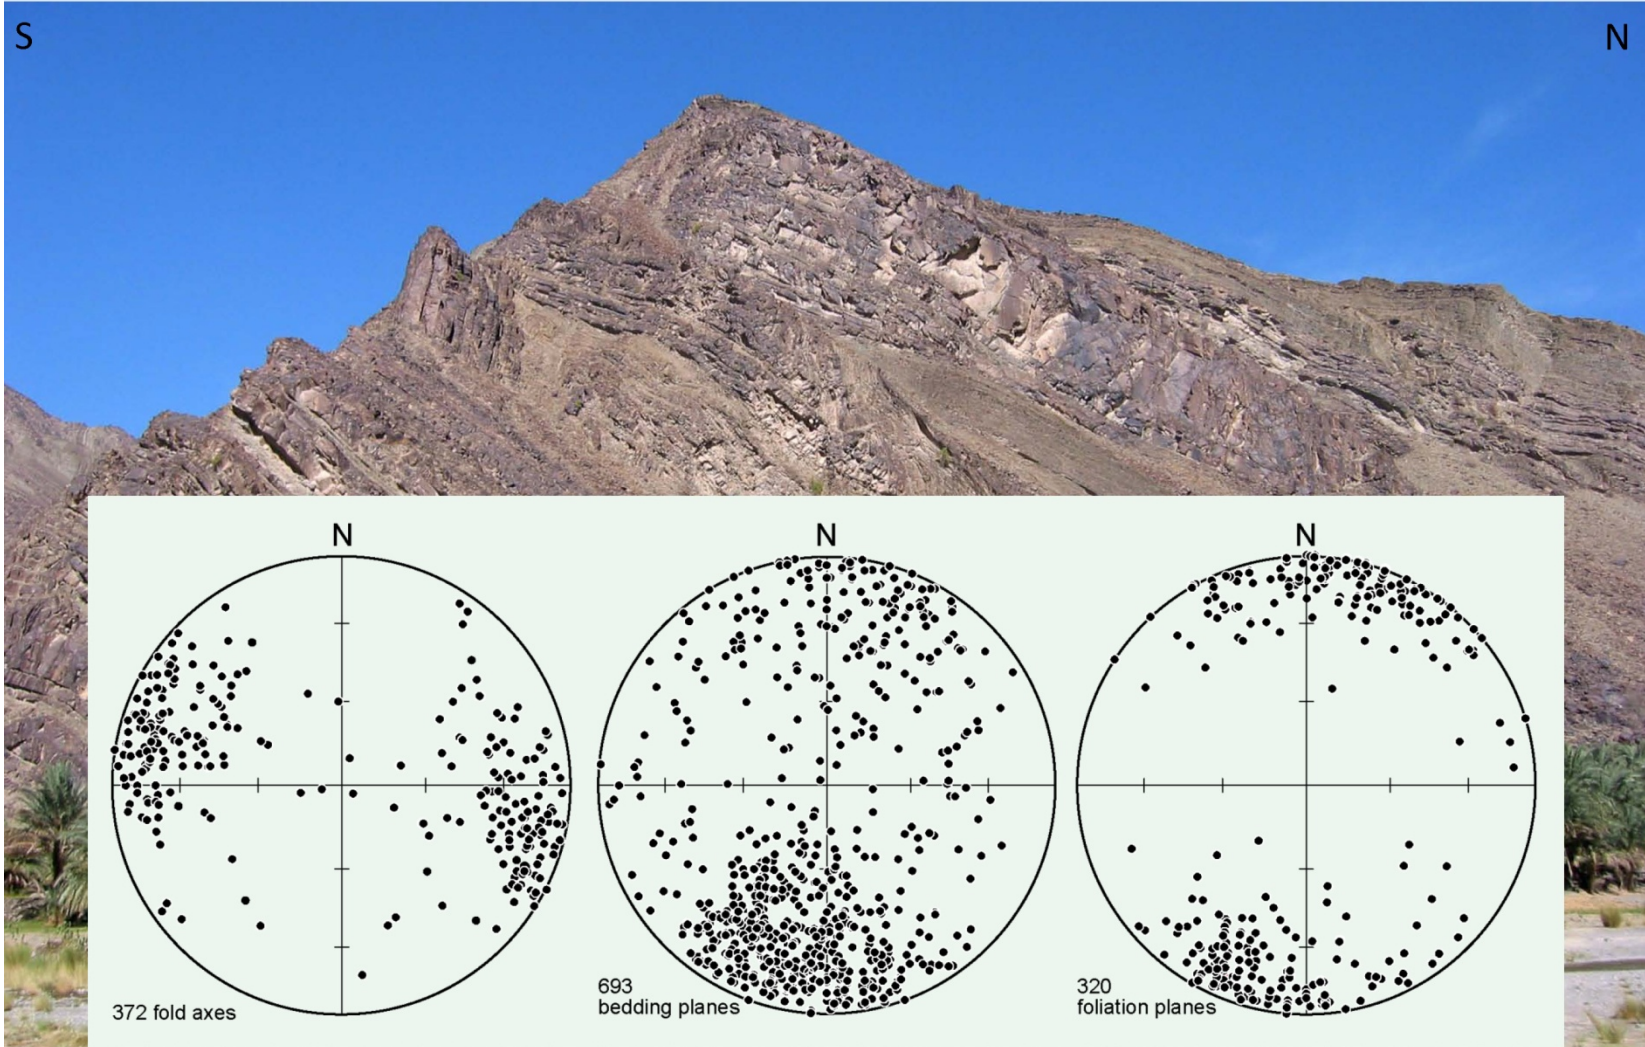 S
N
N
N
N
372 fold axes
693
bedding planes
320
foliation planes